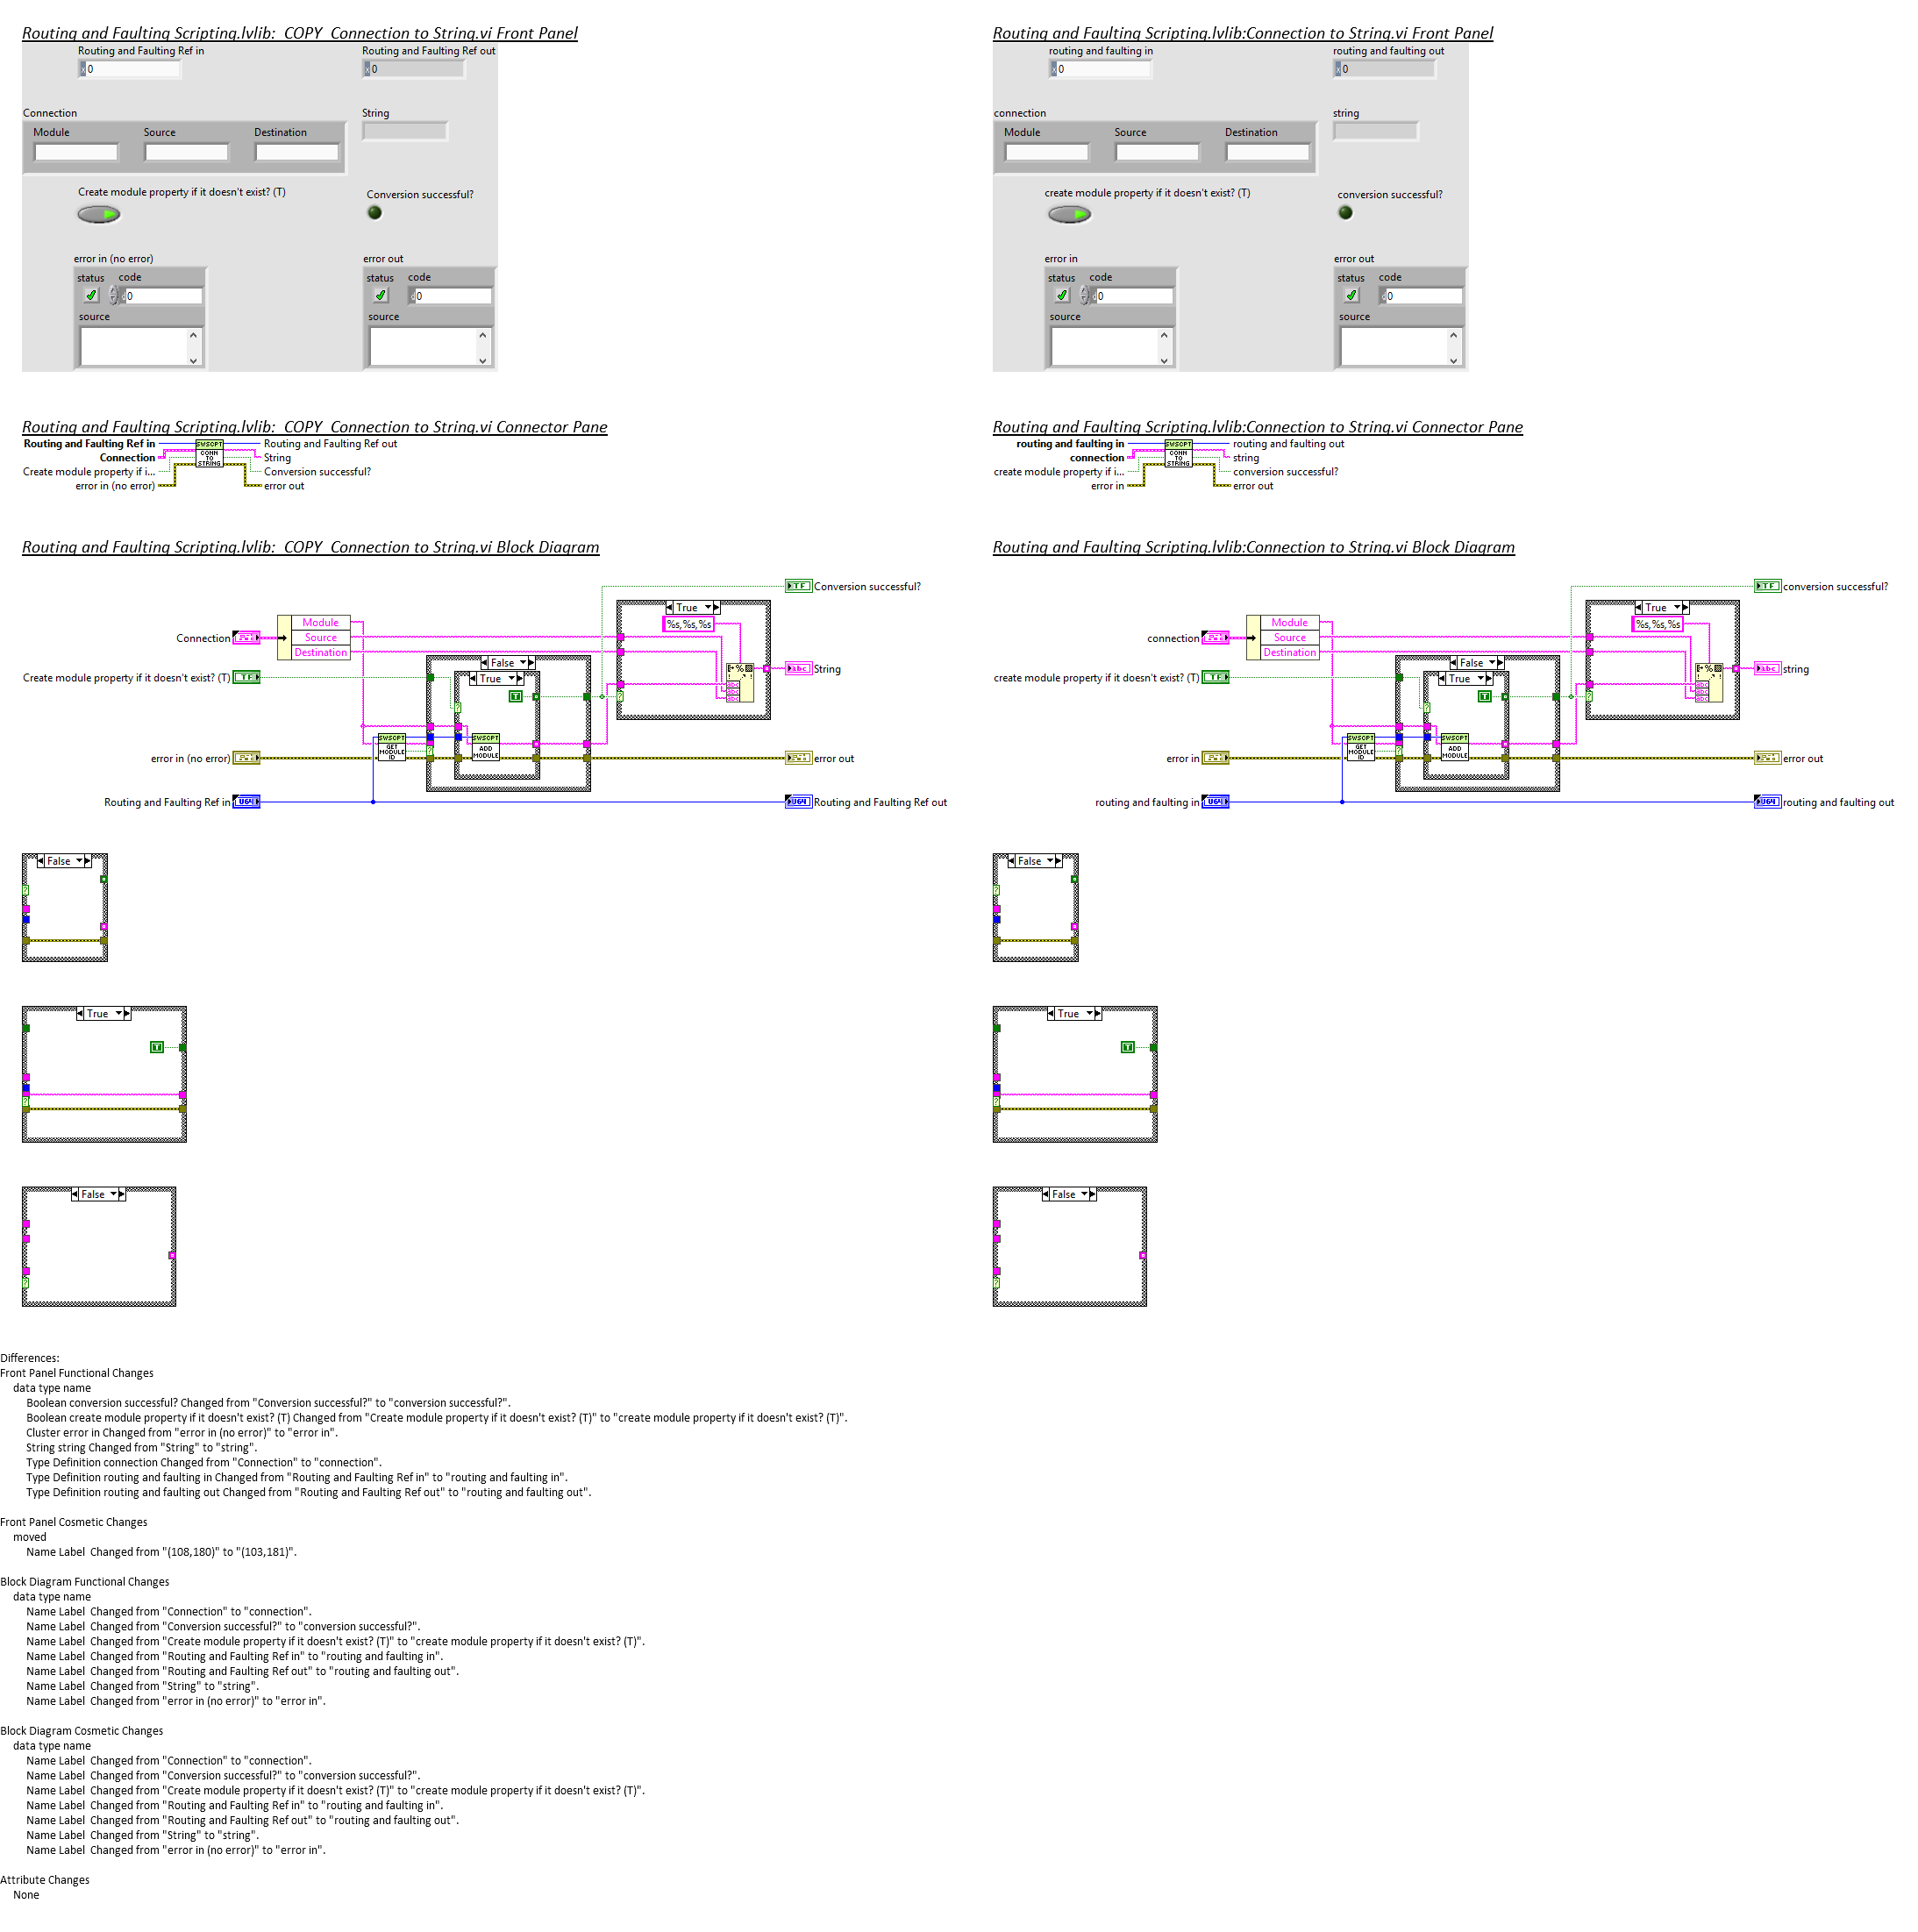 Routing and Faulting Scripting.lvlib:  COPY  Connection to String.vi Front Panel
Routing and Faulting Ref in
Routing and Faulting Ref out
0
0
Connection
String
Module
Source
Destination
Create module property if it doesn't exist? (T)
Conversion successful?
error in (no error)
error out
status
code
status
code
0
0
source
source
Routing and Faulting Scripting.lvlib:Connection to String.vi Front Panel
routing and faulting in
routing and faulting out
0
0
connection
string
Module
Source
Destination
create module property if it doesn't exist? (T)
conversion successful?
error in
error out
status
code
status
code
0
0
source
source
Routing and Faulting Scripting.lvlib:  COPY  Connection to String.vi Connector Pane
Routing and Faulting Ref in
SWSCPT
Routing and Faulting Ref out
Connection
CONN TO STRING
String
Create module property if i...
Conversion successful?
error in (no error)
error out
Routing and Faulting Scripting.lvlib:Connection to String.vi Connector Pane
routing and faulting in
SWSCPT
routing and faulting out
connection
CONN TO STRING
string
create module property if i...
conversion successful?
error in
error out
Routing and Faulting Scripting.lvlib:  COPY  Connection to String.vi Block Diagram
TF
Conversion successful?
True
Module
%s,%s,%s
Connection
Source
Destination
False
abc
String
Create module property if it doesn't exist? (T)
TF
True
T
SWSCPT
GET MODULE ID
SWSCPT
ADD MODULE
error in (no error)
error out
Routing and Faulting Ref in
U64
U64
Routing and Faulting Ref out
Routing and Faulting Scripting.lvlib:Connection to String.vi Block Diagram
TF
conversion successful?
True
Module
%s,%s,%s
connection
Source
Destination
False
abc
string
create module property if it doesn't exist? (T)
TF
True
T
SWSCPT
GET MODULE ID
SWSCPT
ADD MODULE
error in
error out
routing and faulting in
U64
U64
routing and faulting out
False
False
True
T
True
T
False
False
Differences:
Front Panel Functional Changes
data type name
Boolean conversion successful? Changed from "Conversion successful?" to "conversion successful?".
Boolean create module property if it doesn't exist? (T) Changed from "Create module property if it doesn't exist? (T)" to "create module property if it doesn't exist? (T)".
Cluster error in Changed from "error in (no error)" to "error in".
String string Changed from "String" to "string".
Type Definition connection Changed from "Connection" to "connection".
Type Definition routing and faulting in Changed from "Routing and Faulting Ref in" to "routing and faulting in".
Type Definition routing and faulting out Changed from "Routing and Faulting Ref out" to "routing and faulting out".
Front Panel Cosmetic Changes
moved
Name Label  Changed from "(108,180)" to "(103,181)".
Block Diagram Functional Changes
data type name
Name Label  Changed from "Connection" to "connection".
Name Label  Changed from "Conversion successful?" to "conversion successful?".
Name Label  Changed from "Create module property if it doesn't exist? (T)" to "create module property if it doesn't exist? (T)".
Name Label  Changed from "Routing and Faulting Ref in" to "routing and faulting in".
Name Label  Changed from "Routing and Faulting Ref out" to "routing and faulting out".
Name Label  Changed from "String" to "string".
Name Label  Changed from "error in (no error)" to "error in".
Block Diagram Cosmetic Changes
data type name
Name Label  Changed from "Connection" to "connection".
Name Label  Changed from "Conversion successful?" to "conversion successful?".
Name Label  Changed from "Create module property if it doesn't exist? (T)" to "create module property if it doesn't exist? (T)".
Name Label  Changed from "Routing and Faulting Ref in" to "routing and faulting in".
Name Label  Changed from "Routing and Faulting Ref out" to "routing and faulting out".
Name Label  Changed from "String" to "string".
Name Label  Changed from "error in (no error)" to "error in".
Attribute Changes
None